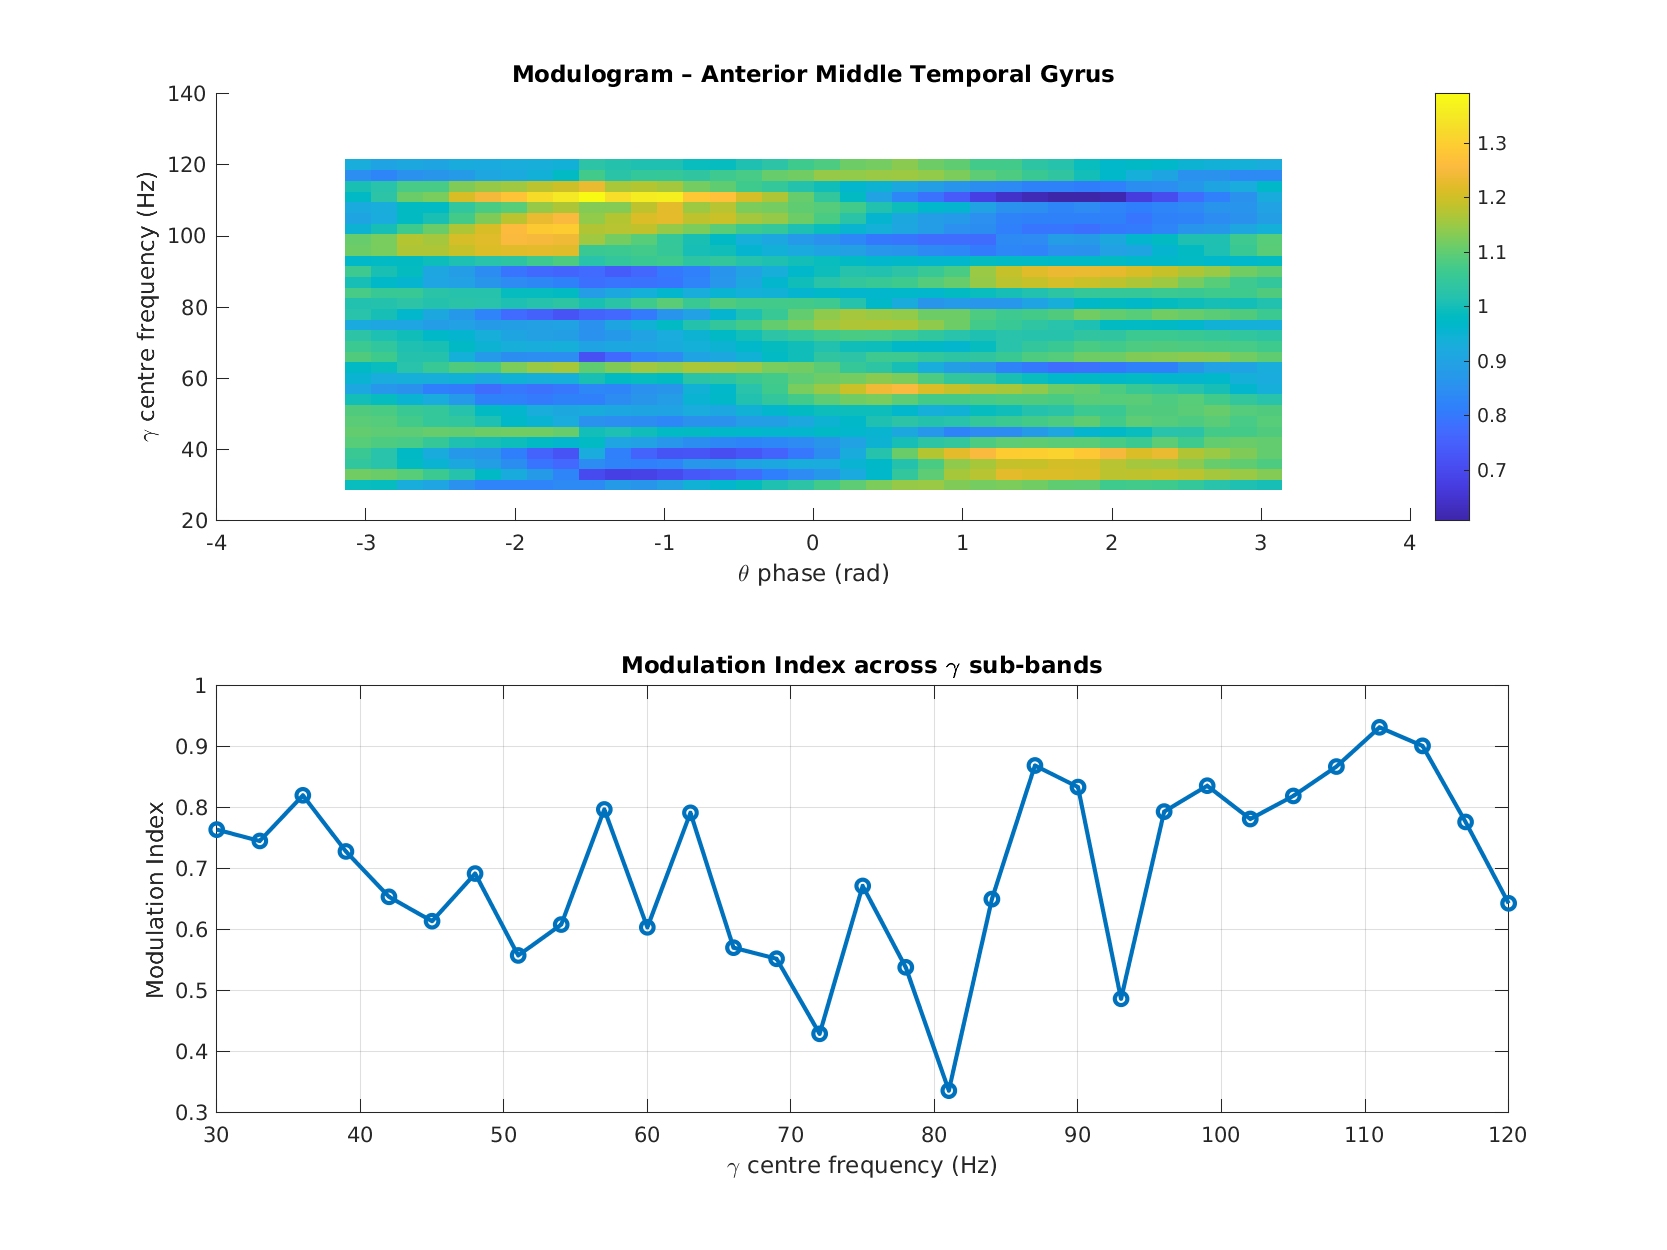 Modulogram – Anterior Middle Temporal Gyrus
140
120
100
80
60
40
20
γ centre frequency (Hz)
-4 -3 -2 -1 0 1 2 3 4
θ phase (rad)
1.3
1.2
1.1
1
0.9
0.8
0.7
Modulation Index across γ sub-bands
1
0.9
0.8
0.7
0.6
0.5
0.4
0.3
Modulation Index
30 40 50 60 70 80 90 100 110 120
γ centre frequency (Hz)